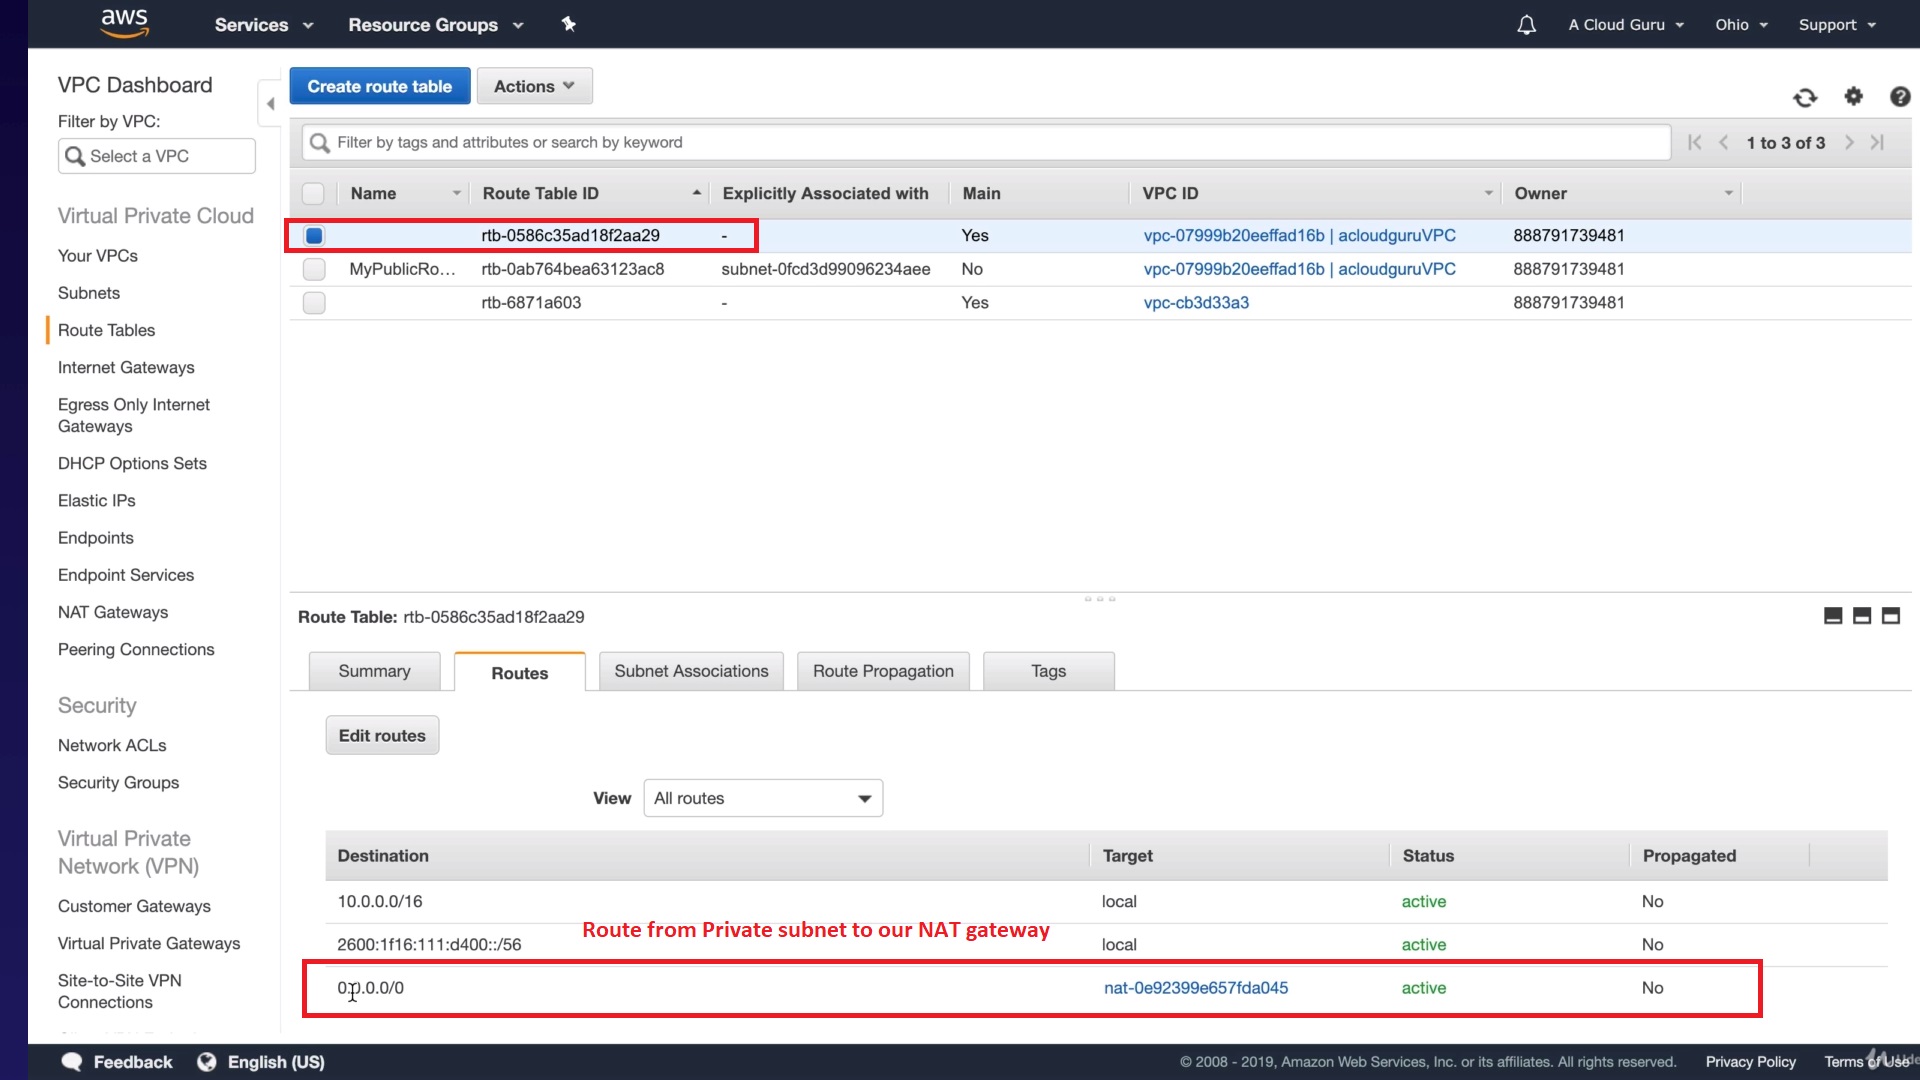 aws Services Resource Groups A Cloud Guru Ohio Support
VPC Dashboard
Filter by VPC:
Select a VPC
Virtual Private Cloud
Your VPCs
Subnets
Route Tables
Internet Gateways
Egress Only Internet
Gateways
DHCP Options Sets
Elastic IPs
Endpoints
Endpoint Services
NAT Gateways
Peering Connections
Security
Network ACLs
Security Groups
Virtual Private
Network (VPN)
Customer Gateways
Virtual Private Gateways
Site-to-Site VPN
Connections
Create route table Actions
Filter by tags and attributes or search by keyword 1 to 3 of 3
Name Route Table ID Explicitly Associated with Main VPC ID Owner
rtb-0586c35ad18f2aa29 - Yes vpc-07999b20eeffad16b | acloudguruVPC 888791739481
MyPublicRo... rtb-0ab764bea63123ac8 subnet-0fcd3d99096234aee No vpc-07999b20eeffad16b | acloudguruVPC 888791739481
rtb-6871a603 - Yes vpc-cb3d33a3 888791739481
Route Table: rtb-0586c35ad18f2aa29
Summary Routes Subnet Associations Route Propagation Tags
Edit routes
View All routes
Destination Target Status Propagated
10.0.0.0/16 local active No
Route from Private subnet to our NAT gateway
2600:1f16:111:d400::/56 local active No
0.0.0.0/0 nat-0e92399e657fda045 active No
Feedback English (US) © 2008 - 2019, Amazon Web Services, Inc. or its affiliates. All rights reserved. Privacy Policy Terms of Use